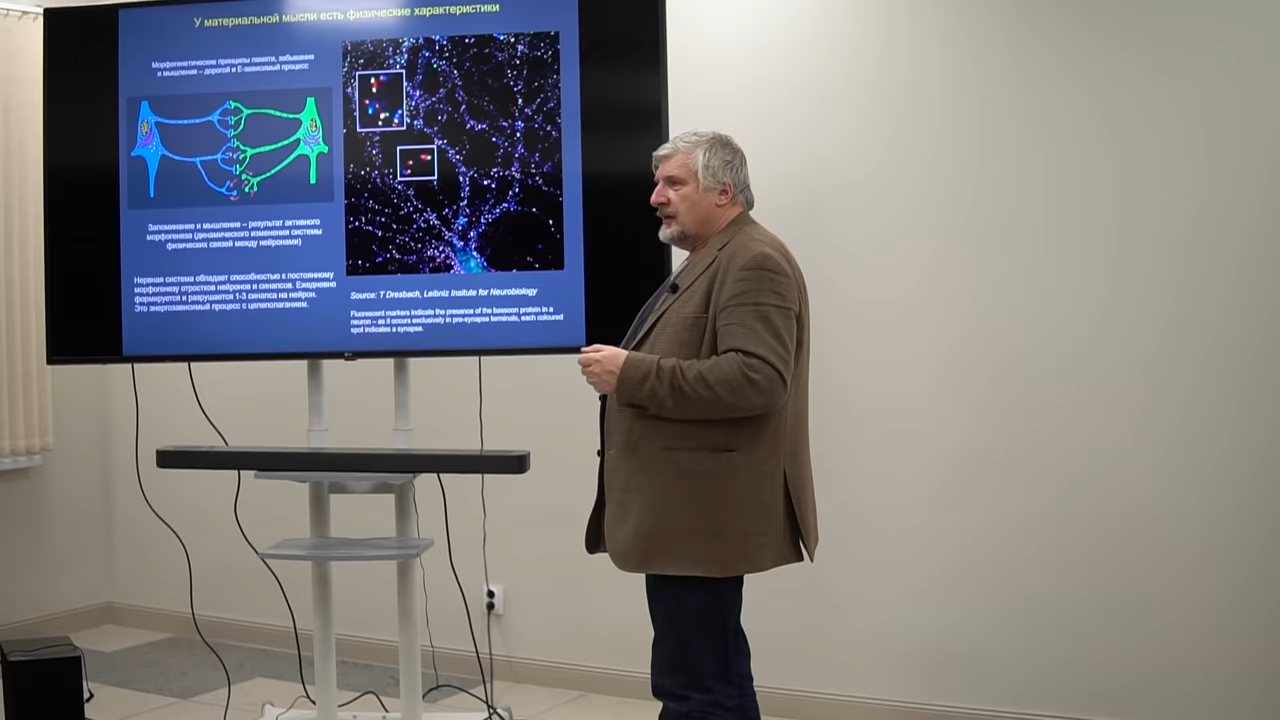 У материальной мысли есть физические характеристики
Морфогенетические принципы памяти, забывания
и мышления – дорогой и Е-зависимый процесс
Запоминание и мышление – результат активного
морфогенеза (динамического изменения системы
физических связей между нейронами)
Нервная система обладает способностью к постоянному
морфогенезу отростков нейронов и синапсов. Ежедневно
формируется и разрушается 1-3 синапса на нейрон.
Это энергозависимый процесс с целеполаганием.
Source: T Dresbach, Leibniz Insitute for Neurobiology
Fluorescent markers indicate the presence of the bassoon protein in a
neuron – as it occurs exclusively in pre-synapse terminals, each coloured
spot indicates a synapse.
LG